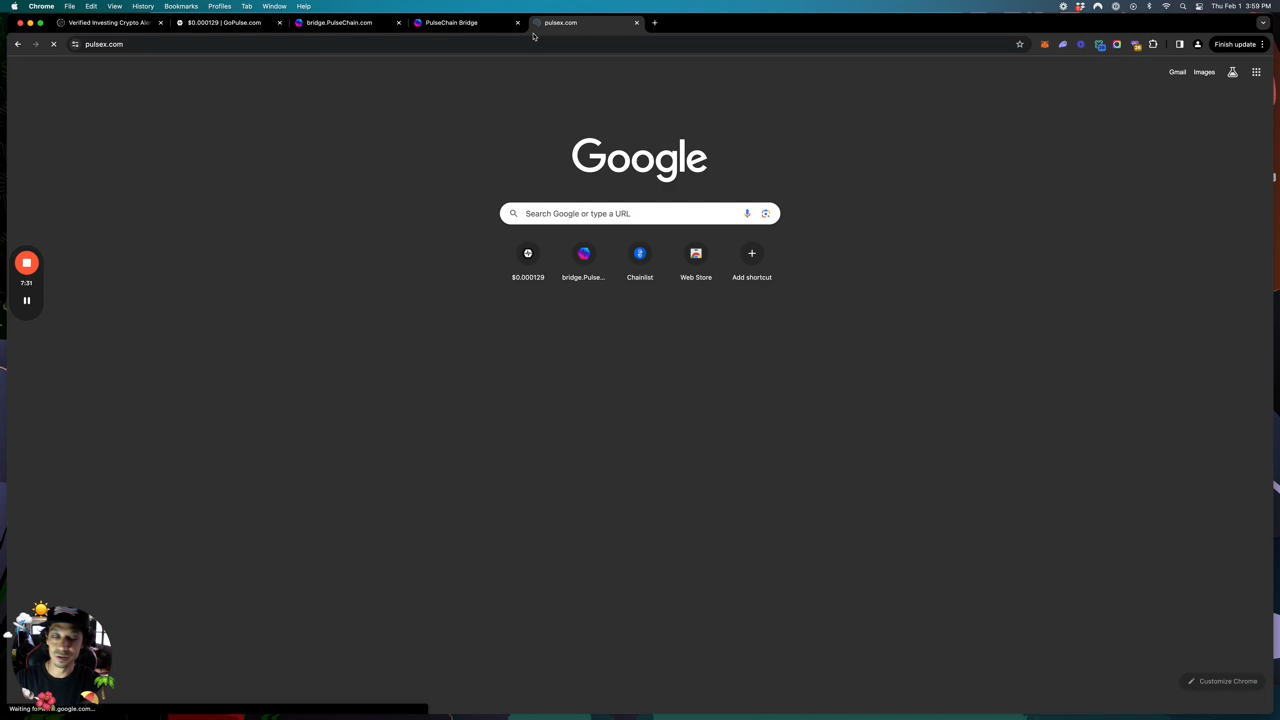 Chrome File Edit View History Bookmarks Profiles Tab Window Help Thu Feb 1 3:59 PM
Verified Investing Crypto Ale $0.000129 | GoPulse.com bridge.PulseChain.com PulseChain Bridge pulsex.com
pulsex.com Finish update
Gmail Images
Google
Search Google or type a URL
$0.000129 bridge.Pulse... Chainlist Web Store Add shortcut
7:31
Customize Chrome
Waiting for